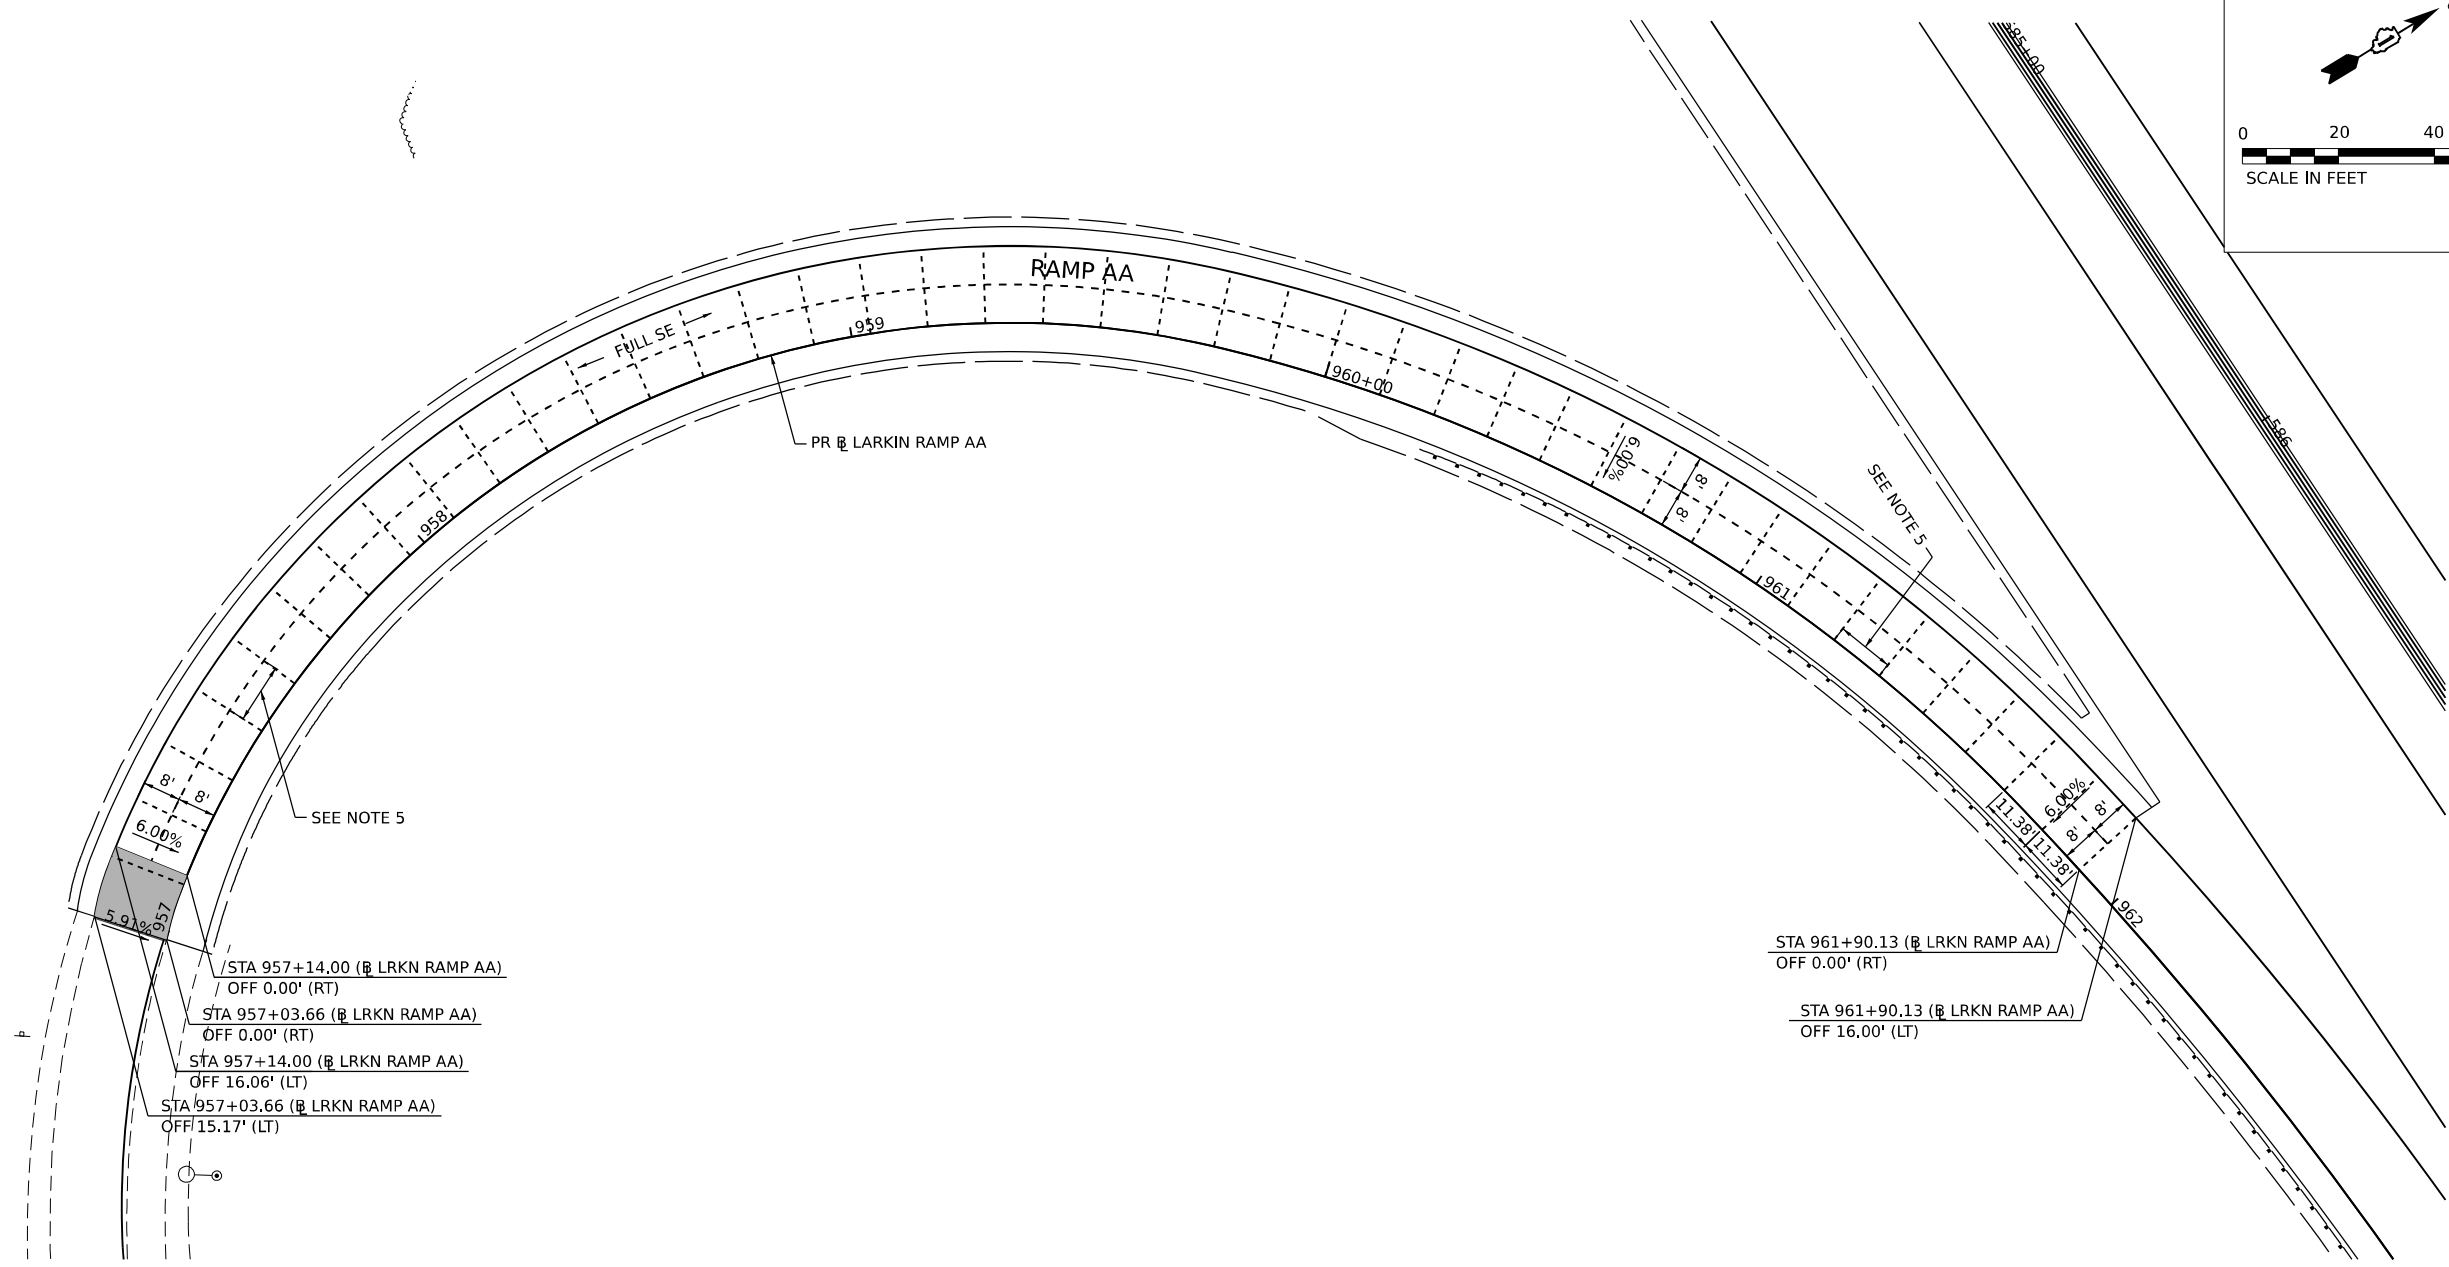 585+00
0 20 40
SCALE IN FEET
RAMP AA
FULL SE
959
960+00
PR ℄ LARKIN RAMP AA
586
6.00%
8'
8'
SEE NOTE 5
958
961
8'
8'
SEE NOTE 5
6.00%
6.00%
8'
8'
11.38'
11.38'
957
5.91%
962
STA 957+14.00 (℄ LRKN RAMP AA)
OFF 0.00' (RT)
STA 957+03.66 (℄ LRKN RAMP AA)
OFF 0.00' (RT)
STA 957+14.00 (℄ LRKN RAMP AA)
OFF 16.06' (LT)
STA 957+03.66 (℄ LRKN RAMP AA)
OFF 15.17' (LT)
STA 961+90.13 (℄ LRKN RAMP AA)
OFF 0.00' (RT)
STA 961+90.13 (℄ LRKN RAMP AA)
OFF 16.00' (LT)